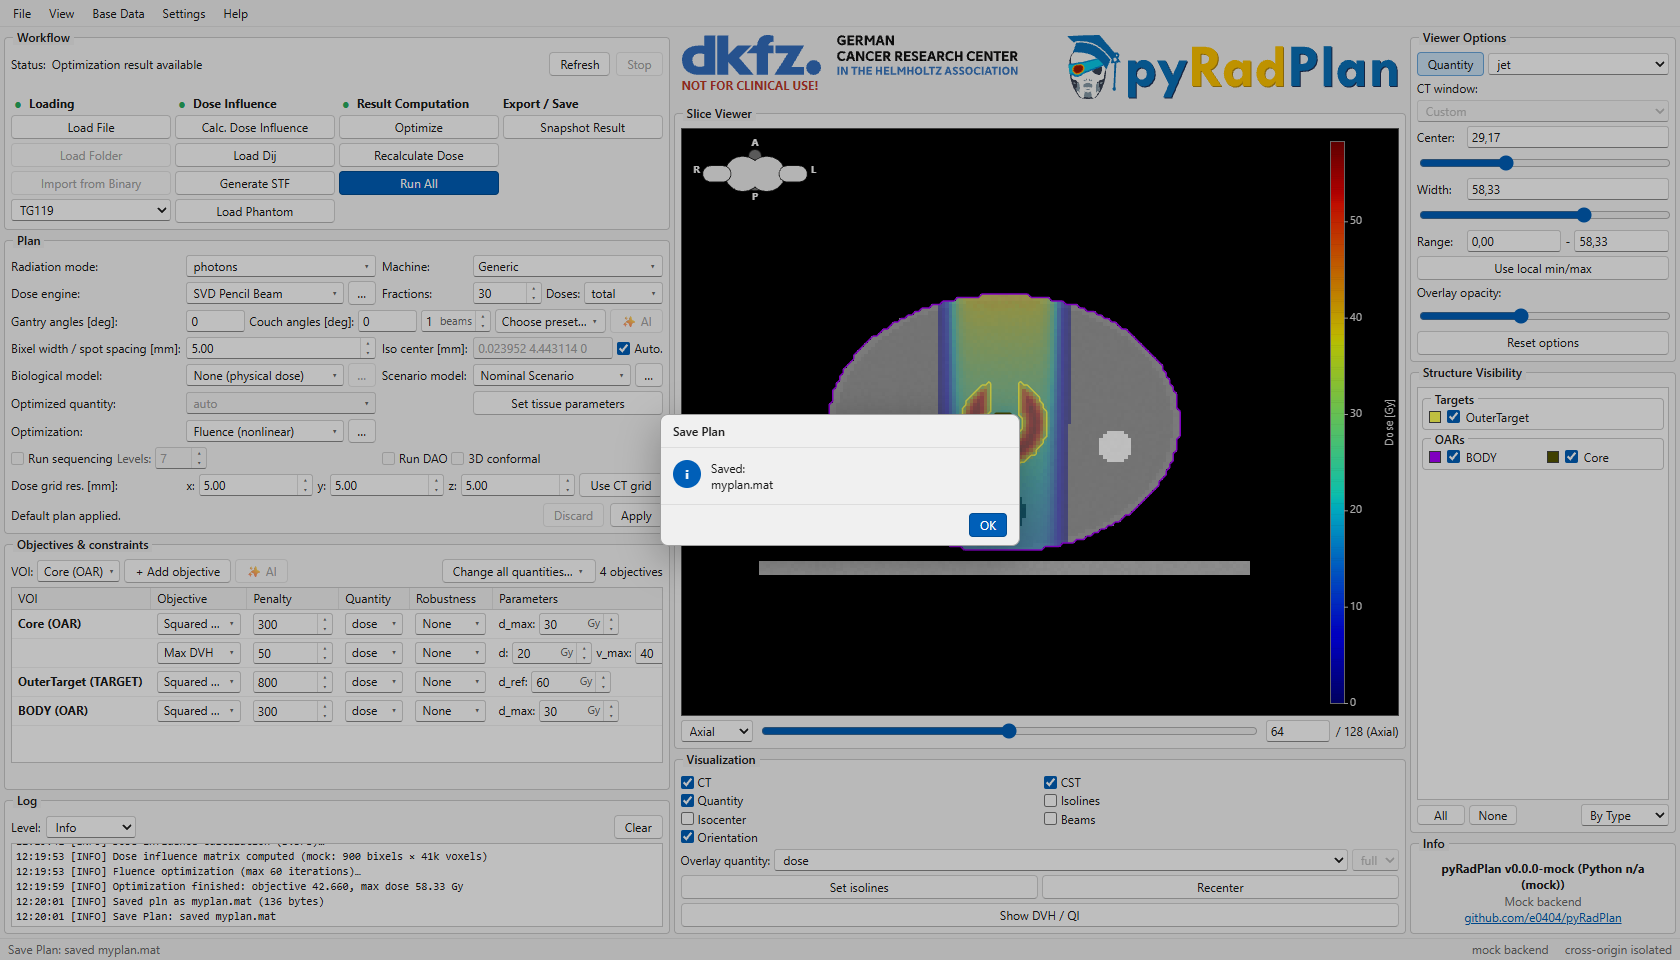 File View Base Data Settings Help
Workflow
Status: Optimization result available
Refresh Stop
Loading Dose Influence Result Computation Export / Save
Load File Calc. Dose Influence Optimize Snapshot Result
Load Folder Load Dij Recalculate Dose
Import from Binary Generate STF Run All
TG119 Load Phantom
Plan
Radiation mode: photons Machine: Generic
Dose engine: SVD Pencil Beam ... Fractions: 30 Doses: total
Gantry angles [deg]: 0 Couch angles [deg]: 0 1 beams Choose preset... AI
Bixel width / spot spacing [mm]: 5.00 Iso center [mm]: 0.023952 4.443114 0 Auto.
Biological model: None (physical dose) ... Scenario model: Nominal Scenario ...
Optimized quantity: auto Set tissue parameters
Optimization: Fluence (nonlinear) ...
Run sequencing Levels: 7 Run DAO 3D conformal
Dose grid res. [mm]: x: 5.00 y: 5.00 z: 5.00 Use CT grid
Default plan applied. Discard Apply
Objectives & constraints
VOI: Core (OAR) + Add objective AI Change all quantities... 4 objectives
VOI Objective Penalty Quantity Robustness Parameters
Core (OAR) Squared ... 300 dose None d_max: 30 Gy
Max DVH 50 dose None d: 20 Gy v_max: 40
OuterTarget (TARGET) Squared ... 800 dose None d_ref: 60 Gy
BODY (OAR) Squared ... 300 dose None d_max: 30 Gy
Log
Level: Info Clear
12:19:53 [INFO] Dose influence matrix computed (mock: 900 bixels × 41k voxels)
12:19:53 [INFO] Fluence optimization (max 60 iterations)…
12:19:59 [INFO] Optimization finished: objective 42.660, max dose 58.33 Gy
12:20:01 [INFO] Saved pln as myplan.mat (136 bytes)
12:20:01 [INFO] Save Plan: saved myplan.mat
Save Plan: saved myplan.mat
dkfz.
NOT FOR CLINICAL USE!
GERMAN
CANCER RESEARCH CENTER
IN THE HELMHOLTZ ASSOCIATION
pyRadPlan
Slice Viewer
A
R L
P
50
40
30
20
10
0
Dose [Gy]
Save Plan
Saved:
myplan.mat
OK
Axial 64 / 128 (Axial)
Visualization
CT CST
Quantity Isolines
Isocenter Beams
Orientation
Overlay quantity: dose full
Set isolines Recenter
Show DVH / QI
Viewer Options
Quantity jet
CT window:
Custom
Center: 29,17
Width: 58,33
Range: 0,00 - 58,33
Use local min/max
Overlay opacity:
Reset options
Structure Visibility
Targets
OuterTarget
OARs
BODY Core
All None By Type
Info
pyRadPlan v0.0.0-mock (Python n/a
(mock))
Mock backend
github.com/e0404/pyRadPlan
mock backend cross-origin isolated